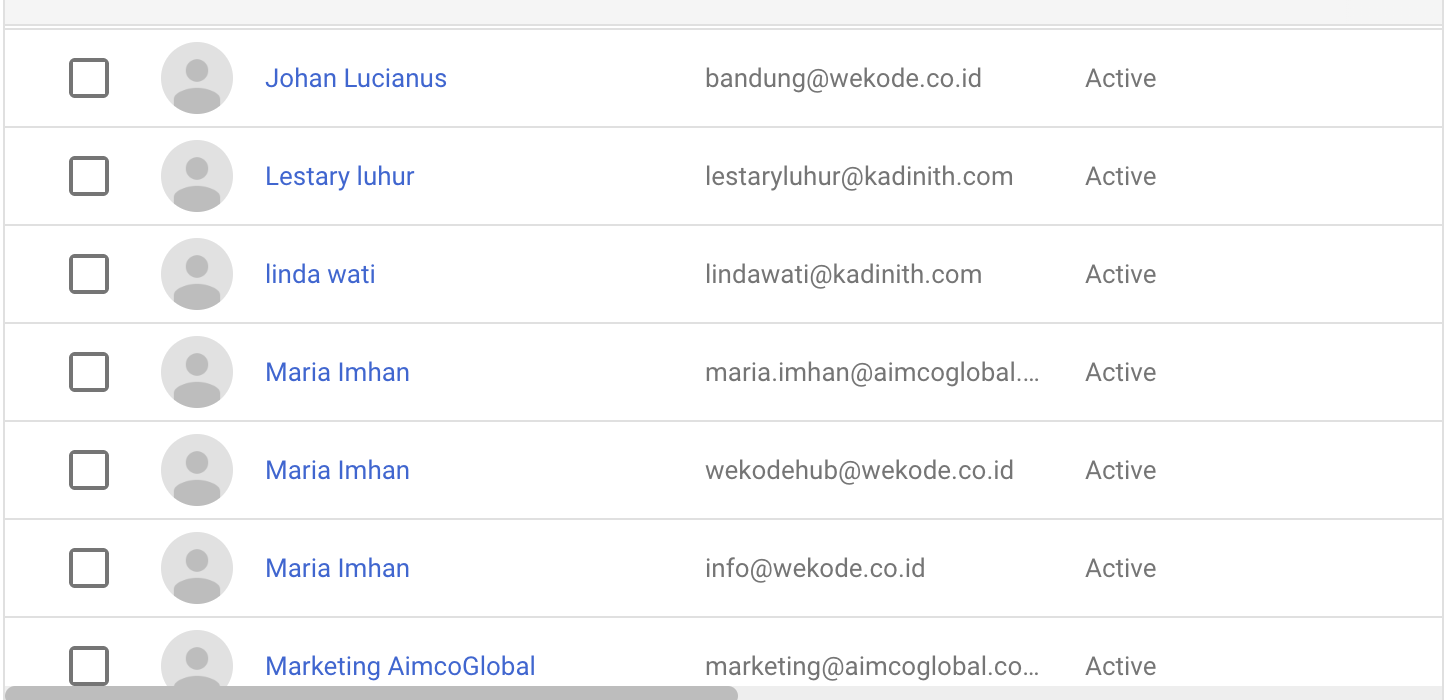 Johan Lucianus bandung@wekode.co.id Active
Lestary luhur lestaryluhur@kadinith.com Active
linda wati lindawati@kadinith.com Active
Maria Imhan maria.imhan@aimcoglobal.... Active
Maria Imhan wekodehub@wekode.co.id Active
Maria Imhan info@wekode.co.id Active
Marketing AimcoGlobal marketing@aimcoglobal.co... Active